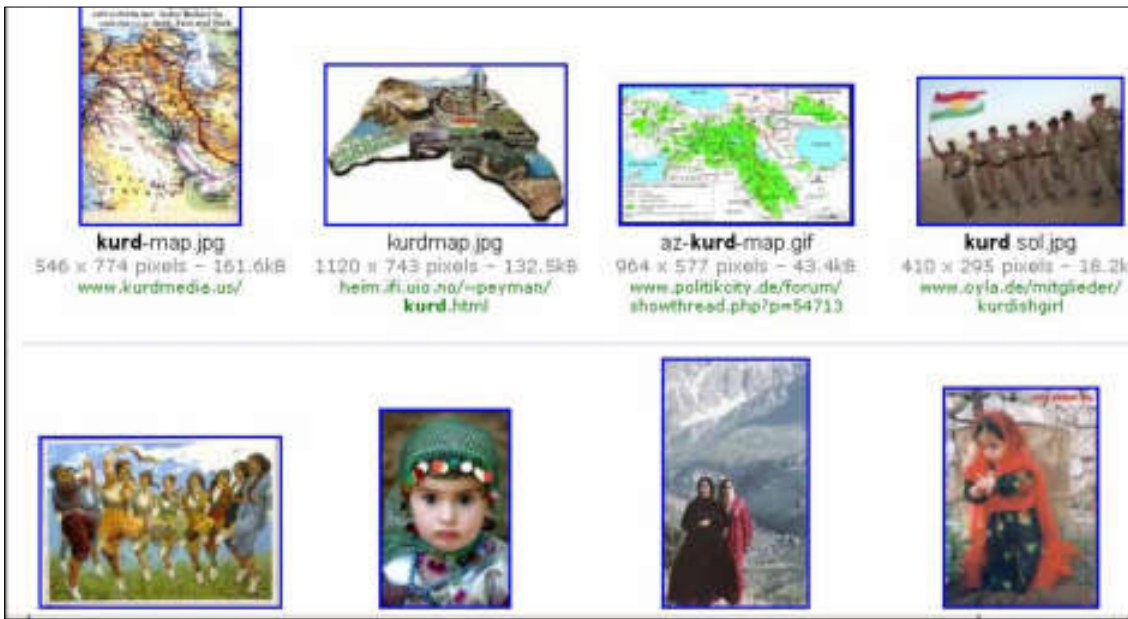 kurd-map.jpg
546 x 774 pixels - 161.6kB
www.kurdmedia.us/
kurdmap.jpg
1120 x 743 pixels - 132.5kB
heim.ifi.uio.no/~peyman/
kurd.html
az-kurd-map.gif
964 x 577 pixels - 43.4kB
www.politikcity.de/forum/
showthread.php?p=54713
kurd.sol.jpg
410 x 295 pixels - 18.2k
www.oyla.de/mitglieder/
kurdishgirl